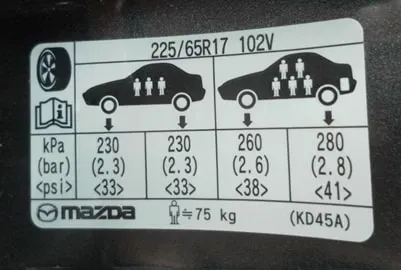 225/65R17 102V
kPa 230 230 260 280
(bar) (2.3) (2.3) (2.6) (2.8)
<psi> <33> <33> <38> <41>
mazda ≒75 kg (KD45A)